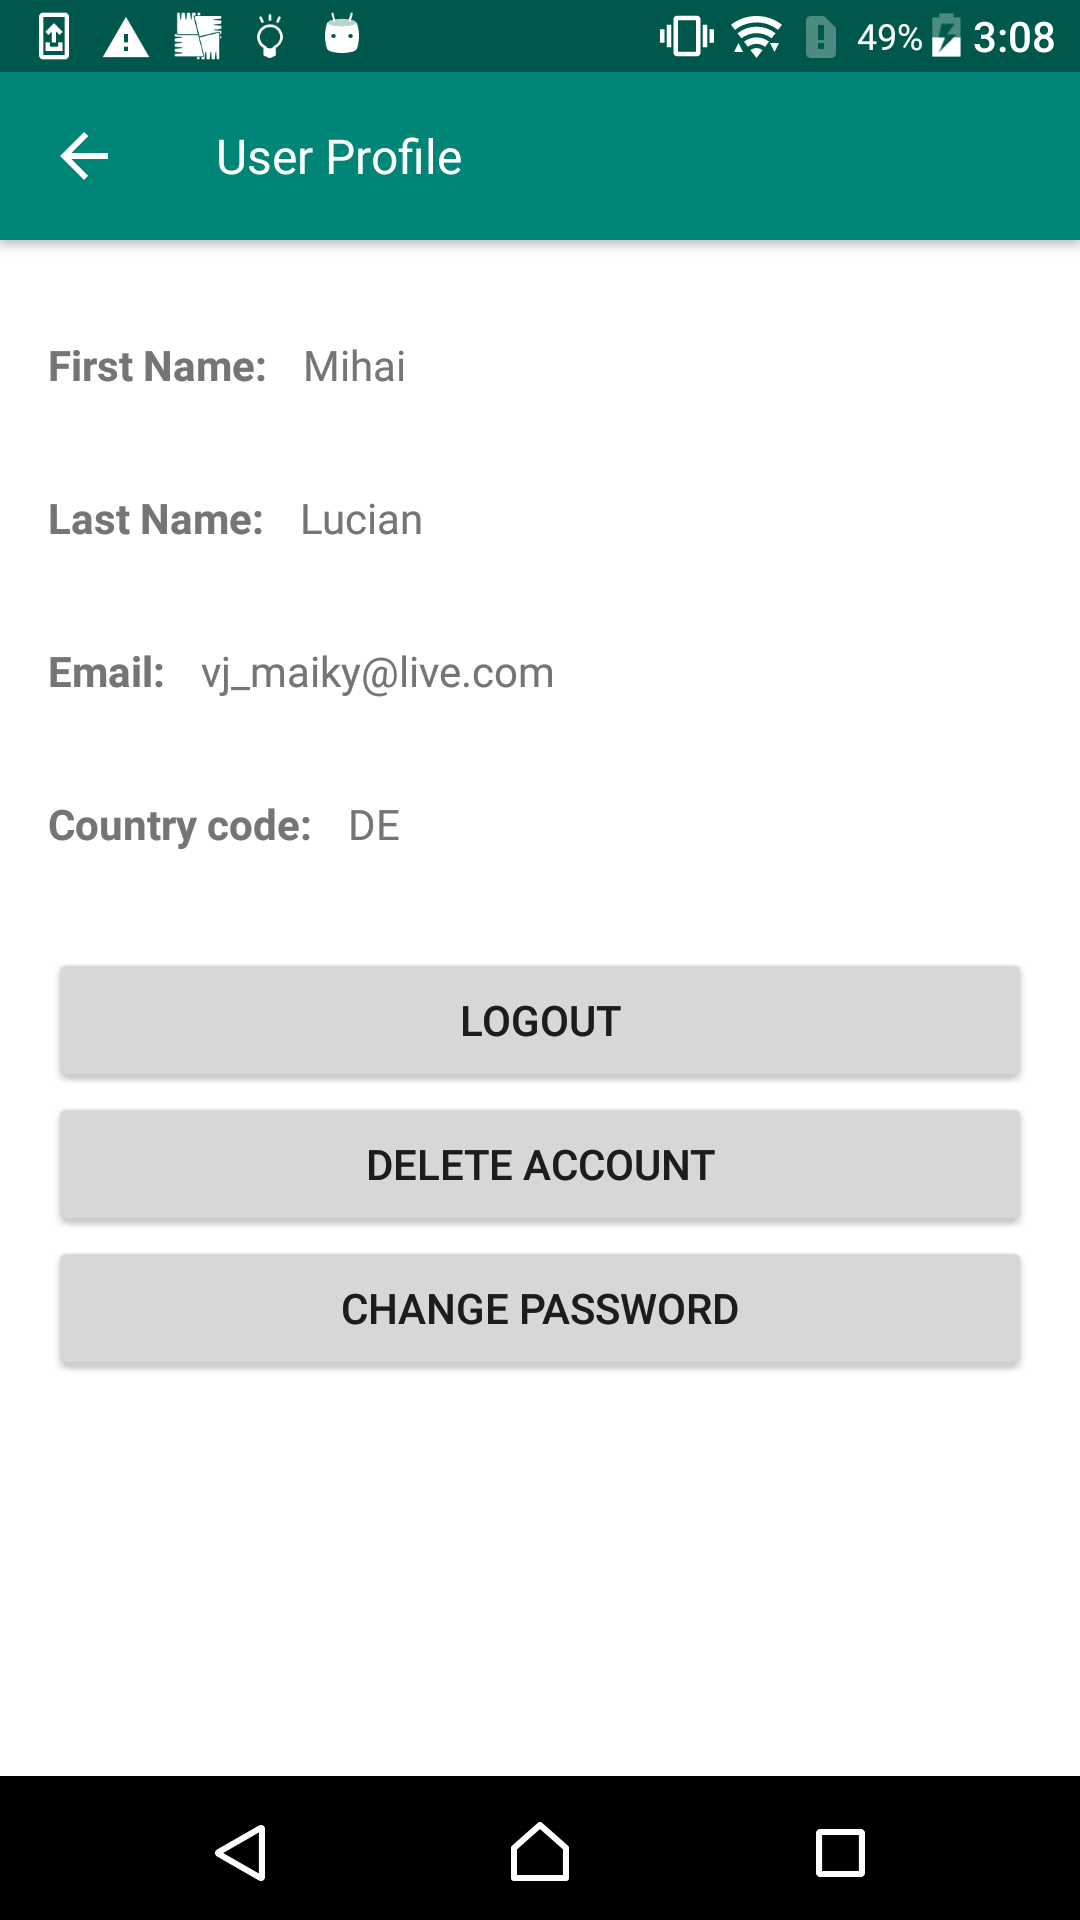 49% 3:08
User Profile
First Name: Mihai
Last Name: Lucian
Email: vj_maiky@live.com
Country code: DE
LOGOUT
DELETE ACCOUNT
CHANGE PASSWORD